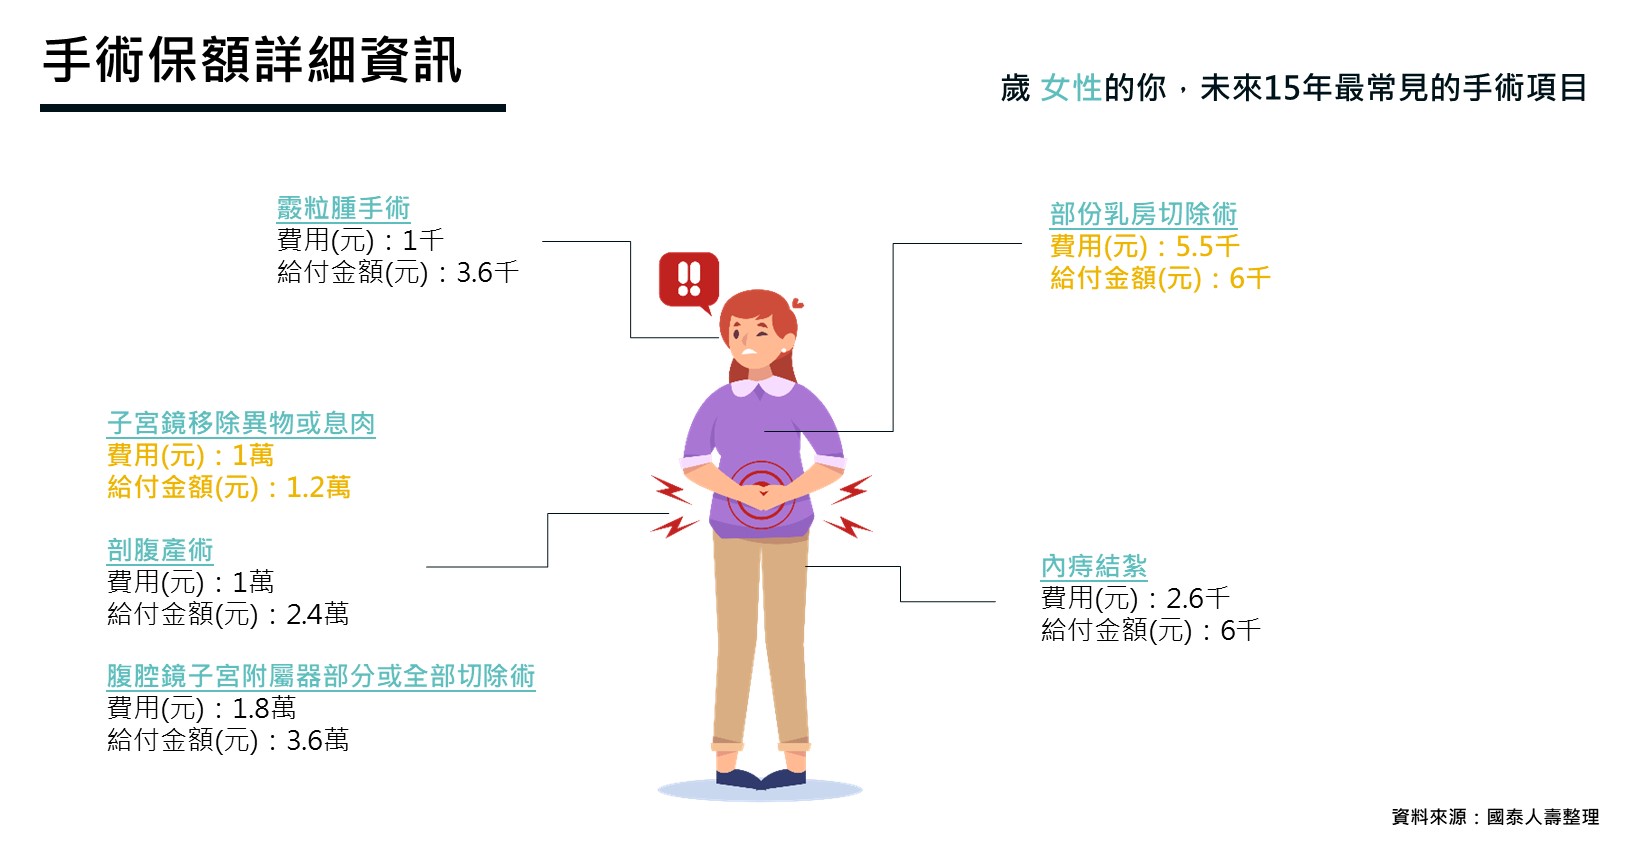 手術保額詳細資訊
歲 女性的你，未來15年最常見的手術項目
霰粒腫手術
費用(元)：1千
給付金額(元)：3.6千
部份乳房切除術
費用(元)：5.5千
給付金額(元)：6千
子宮鏡移除異物或息肉
費用(元)：1萬
給付金額(元)：1.2萬
剖腹產術
費用(元)：1萬
給付金額(元)：2.4萬
腹腔鏡子宮附屬器部分或全部切除術
費用(元)：1.8萬
給付金額(元)：3.6萬
內痔結紮
費用(元)：2.6千
給付金額(元)：6千
資料來源：國泰人壽整理